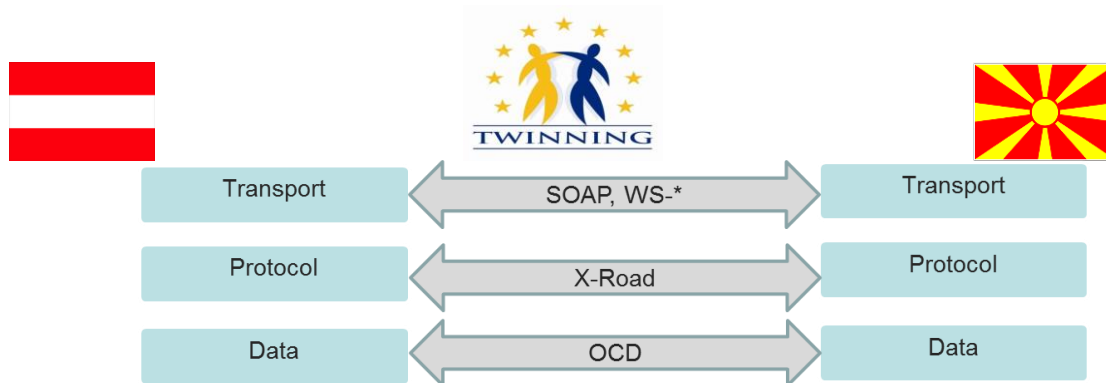 TWINNING
Transport
SOAP, WS-*
Transport
Protocol
X-Road
Protocol
Data
OCD
Data